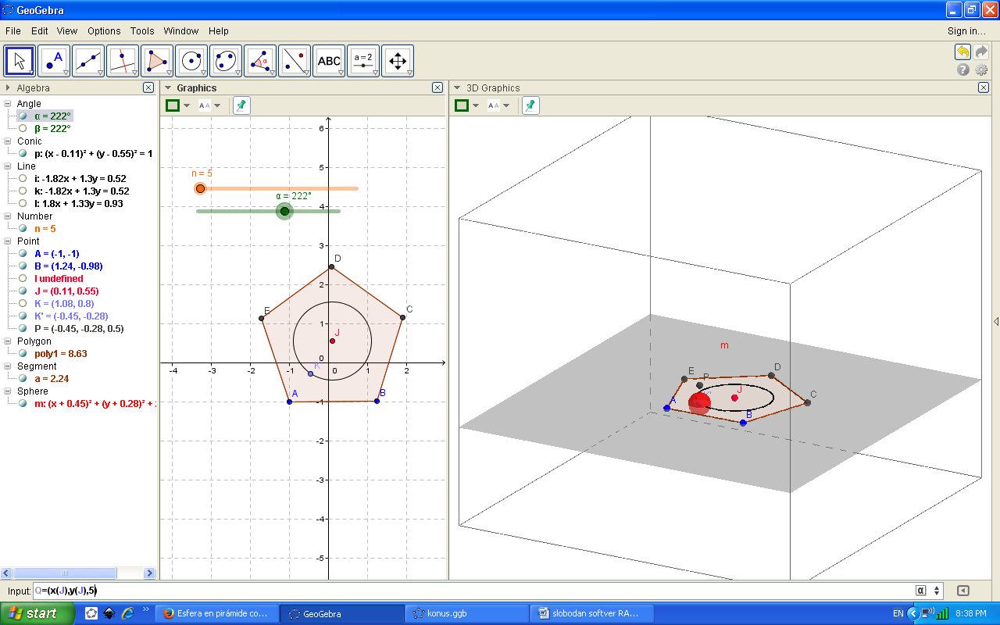 GeoGebra
File Edit View Options Tools Window Help
Sign in...
A
α
ABC
a=2
Algebra
Graphics
3D Graphics
AA
AA
Angle
α = 222°
β = 222°
Conic
p: (x - 0.11)² + (y - 0.55)² = 1
Line
i: -1.82x + 1.3y = 0.52
k: -1.82x + 1.3y = 0.52
l: 1.8x + 1.33y = 0.93
Number
n = 5
Point
A = (-1, -1)
B = (1.24, -0.98)
I undefined
J = (0.11, 0.55)
K = (1.08, 0.8)
K' = (-0.45, -0.28)
P = (-0.45, -0.28, 0.5)
Polygon
poly1 = 8.63
Segment
a = 2.24
Sphere
m: (x + 0.45)² + (y + 0.28)² +
6
5
n = 5
α = 222°
4
3
D
2
E
C
1
J
0
K'
-4 -3 -2 -1 0 1 2
A
B
-1
-2
-3
-4
-5
m
E
D
P
J
C
A
B
Input: Q=(x(J),y(J),5)
α
start
Esfera en pirámide co...
GeoGebra
konus.ggb
slobodan softver RA...
EN
8:38 PM